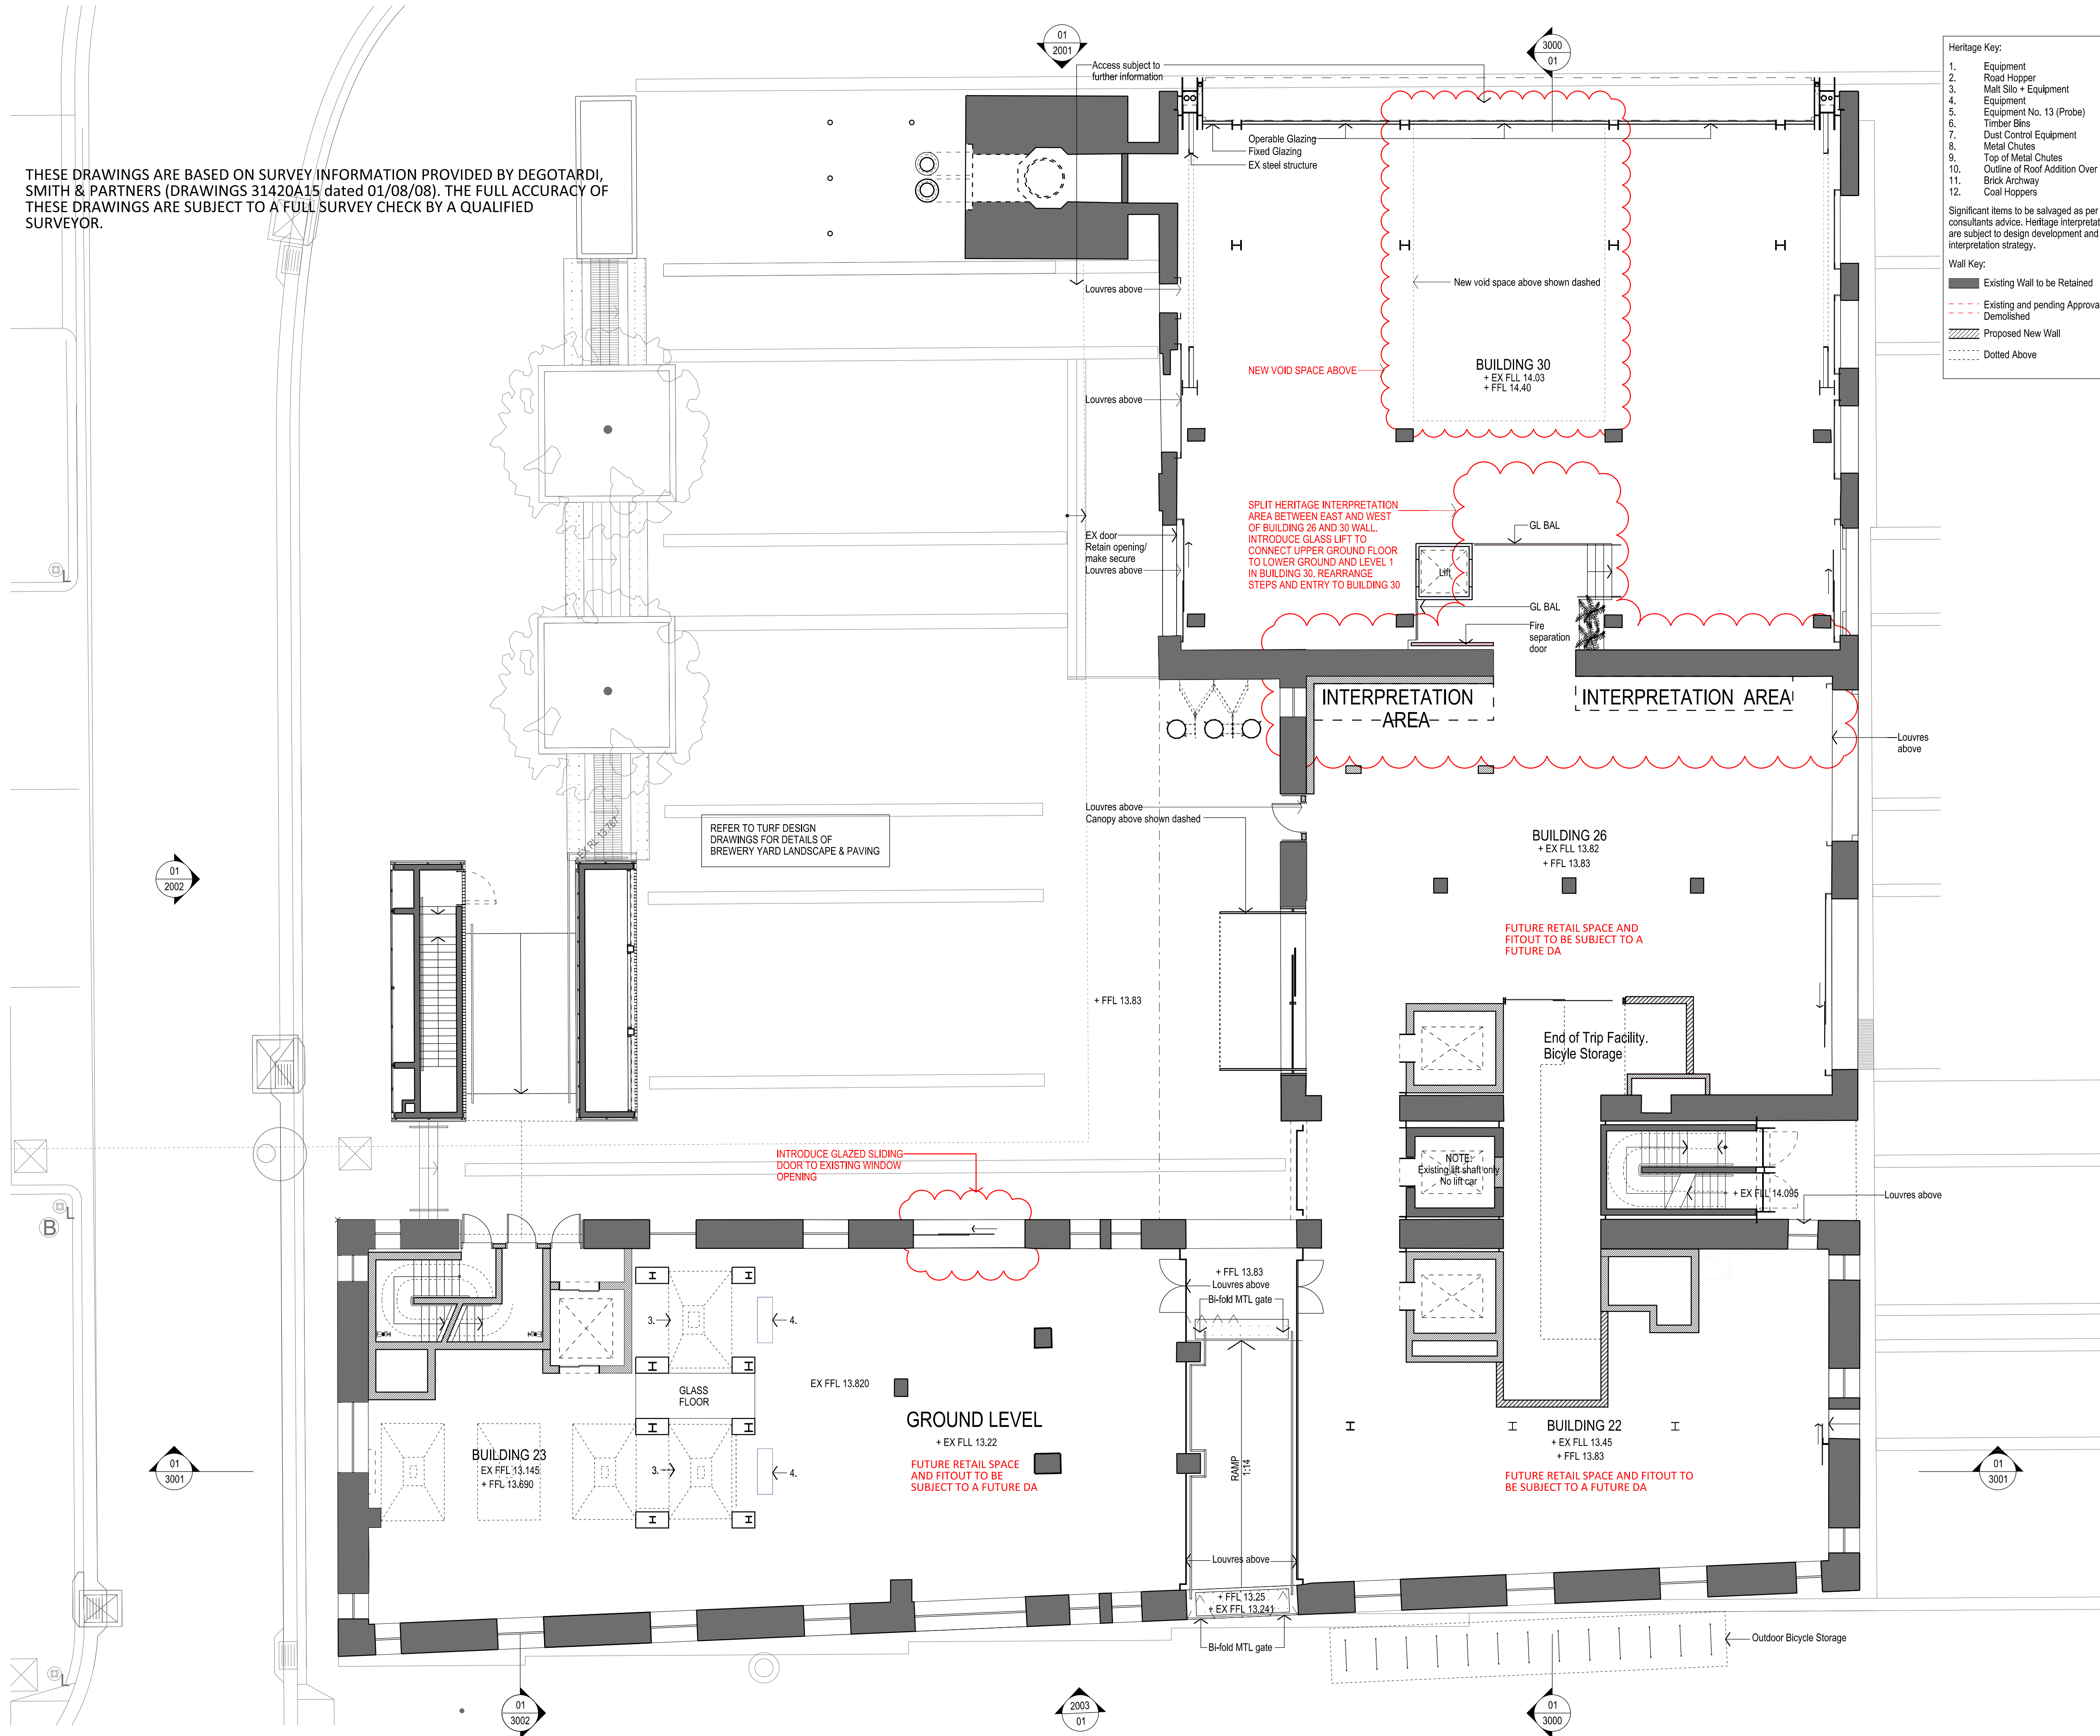 01
2001
3000
01
Heritage Key:
1. Equipment
2. Road Hopper
3. Malt Silo + Equipment
4. Equipment
5. Equipment No. 13 (Probe)
6. Timber Bins
7. Dust Control Equipment
8. Metal Chutes
9. Top of Metal Chutes
10. Outline of Roof Addition Over
11. Brick Archway
12. Coal Hoppers
Significant items to be salvaged as per
consultants advice. Heritage interpretat
are subject to design development and
interpretation strategy.
Wall Key:
Existing Wall to be Retained
Existing and pending Approva
Demolished
Proposed New Wall
Dotted Above
THESE DRAWINGS ARE BASED ON SURVEY INFORMATION PROVIDED BY DEGOTARDI,
SMITH & PARTNERS (DRAWINGS 31420A15 dated 01/08/08). THE FULL ACCURACY OF
THESE DRAWINGS ARE SUBJECT TO A FULL SURVEY CHECK BY A QUALIFIED
SURVEYOR.
Access subject to
further information
Operable Glazing
Fixed Glazing
EX steel structure
Louvres above
New void space above shown dashed
NEW VOID SPACE ABOVE
BUILDING 30
+ EX FLL 14.03
+ FFL 14.40
Louvres above
SPLIT HERITAGE INTERPRETATION
AREA BETWEEN EAST AND WEST
OF BUILDING 26 AND 30 WALL.
INTRODUCE GLASS LIFT TO
CONNECT UPPER GROUND FLOOR
TO LOWER GROUND AND LEVEL 1
IN BUILDING 30. REARRANGE
STEPS AND ENTRY TO BUILDING 30
EX door
Retain opening/
make secure
Louvres above
GL BAL
Lift
GL BAL
Fire
separation
door
INTERPRETATION
AREA
INTERPRETATION AREA
Louvres
above
Louvres above
Canopy above shown dashed
REFER TO TURF DESIGN
DRAWINGS FOR DETAILS OF
BREWERY YARD LANDSCAPE & PAVING
+EX RL 13.767
BUILDING 26
+ EX FLL 13.82
+ FFL 13.83
01
2002
FUTURE RETAIL SPACE AND
FITOUT TO BE SUBJECT TO A
FUTURE DA
+ FFL 13.83
End of Trip Facility.
Bicyle Storage
INTRODUCE GLAZED SLIDING
DOOR TO EXISTING WINDOW
OPENING
NOTE:
Existing lift shaft only
No lift car
+ EX FLL 14.095
Louvres above
L
L
B
L
L
+ FFL 13.83
Louvres above
Bi-fold MTL gate
3.
4.
GLASS
FLOOR
EX FFL 13.820
GROUND LEVEL
+ EX FLL 13.22
FUTURE RETAIL SPACE
AND FITOUT TO BE
SUBJECT TO A FUTURE DA
BUILDING 23
EX FFL 13.145
+ FFL 13.690
3.
4.
RAMP
1:14
BUILDING 22
+ EX FLL 13.45
+ FFL 13.83
FUTURE RETAIL SPACE AND FITOUT TO
BE SUBJECT TO A FUTURE DA
01
3001
01
3001
Louvres above
+ FFL 13.25
+ EX FFL 13.241
Bi-fold MTL gate
Outdoor Bicycle Storage
01
3002
2003
01
01
3000